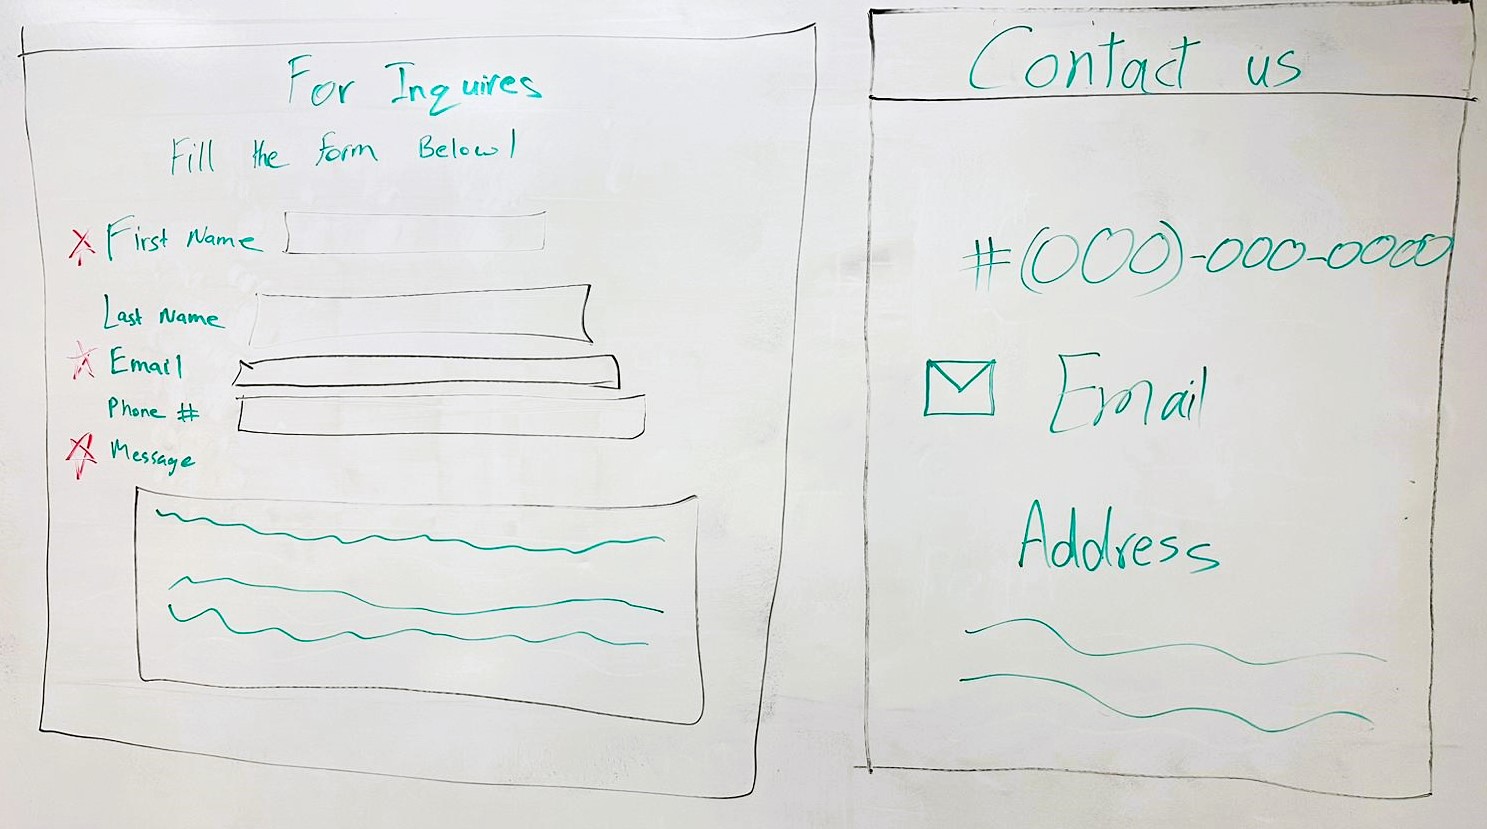 For Inquires
Fill the form Below!
* First Name
Last Name
* Email
Phone #
* Message
Contact us
#(000)-000-0000
Email
Address